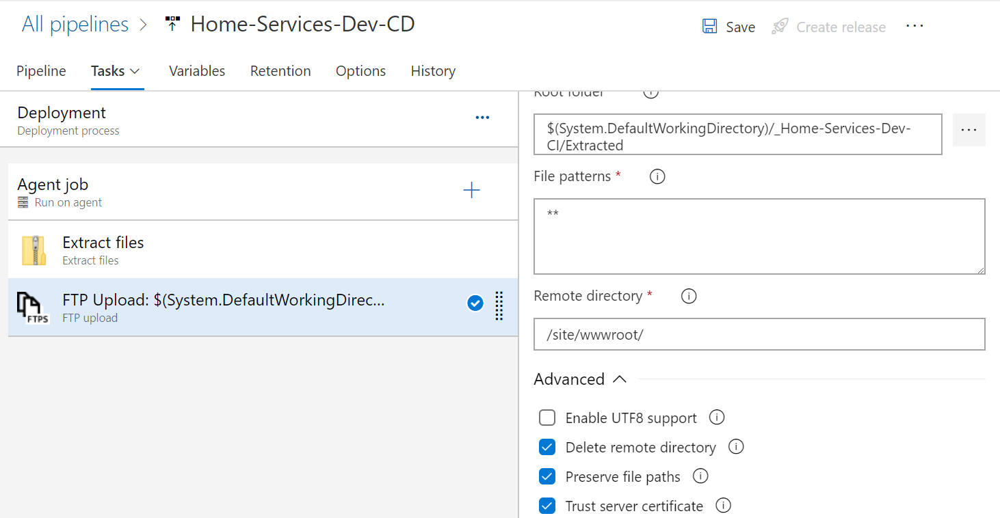 All pipelines > Home-Services-Dev-CD
Save Create release ...
Pipeline Tasks Variables Retention Options History
Deployment
Deployment process
...
Agent job
Run on agent
Extract files
Extract files
FTP Upload: $(System.DefaultWorkingDirec...
FTP upload
FTPS
Root folder
$(System.DefaultWorkingDirectory)/_Home-Services-Dev-
CI/Extracted
...
File patterns *
**
Remote directory *
/site/wwwroot/
Advanced
Enable UTF8 support
Delete remote directory
Preserve file paths
Trust server certificate